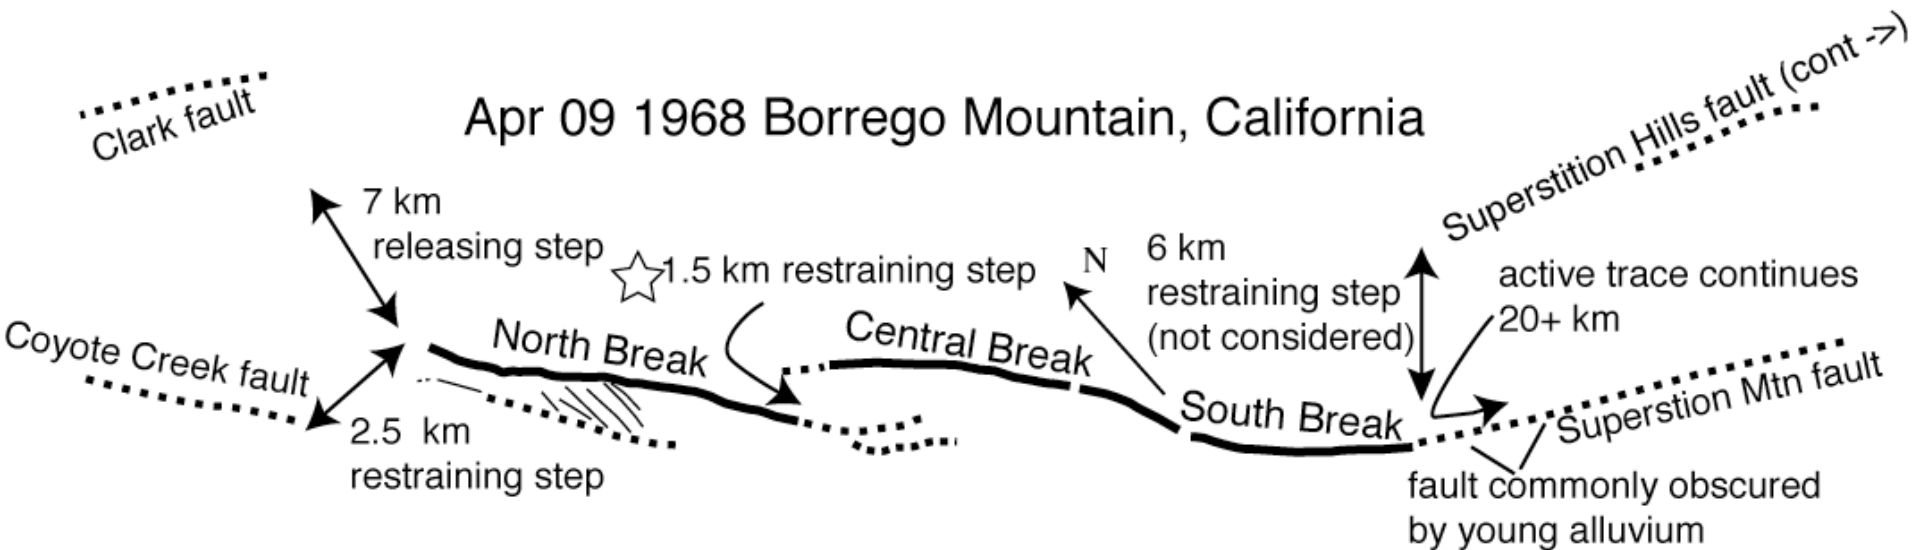 Clark fault
Apr 09 1968 Borrego Mountain, California
Superstition Hills fault (cont ->)
7 km
releasing step
1.5 km restraining step
N
6 km
restraining step
(not considered)
active trace continues
20+ km
Coyote Creek fault
North Break
Central Break
South Break
Superstion Mtn fault
2.5 km
restraining step
fault commonly obscured
by young alluvium